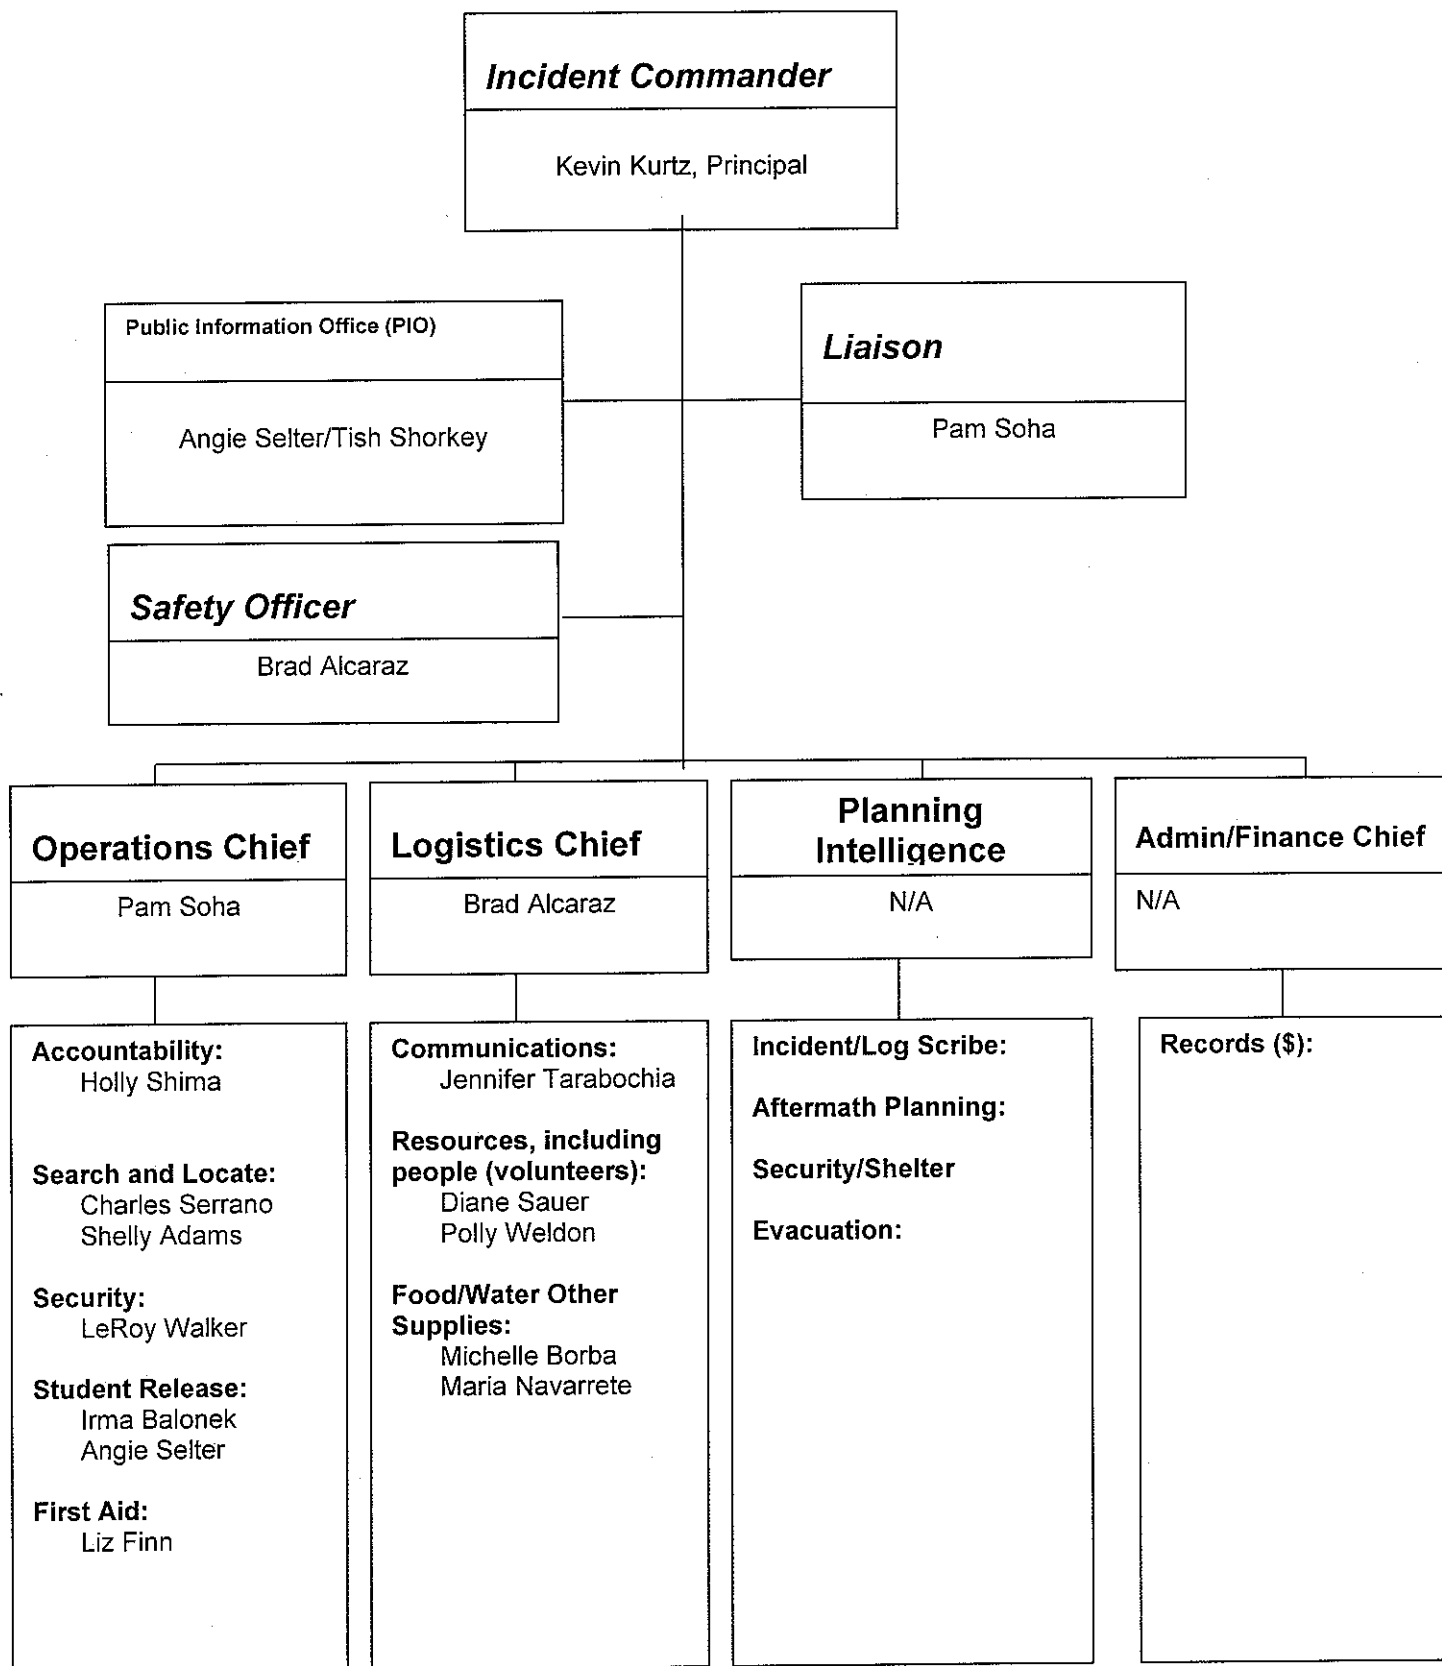 Incident Commander
Kevin Kurtz, Principal
Public Information Office (PIO)
Angie Selter/Tish Shorkey
Liaison
Pam Soha
Safety Officer
Brad Alcaraz
Operations Chief
Pam Soha
Logistics Chief
Brad Alcaraz
Planning
Intelligence
N/A
Admin/Finance Chief
N/A
Accountability:
Holly Shima
Search and Locate:
Charles Serrano
Shelly Adams
Security:
LeRoy Walker
Student Release:
Irma Balonek
Angie Selter
First Aid:
Liz Finn
Communications:
Jennifer Tarabochia
Resources, including
people (volunteers):
Diane Sauer
Polly Weldon
Food/Water Other
Supplies:
Michelle Borba
Maria Navarrete
Incident/Log Scribe:
Aftermath Planning:
Security/Shelter
Evacuation:
Records ($):